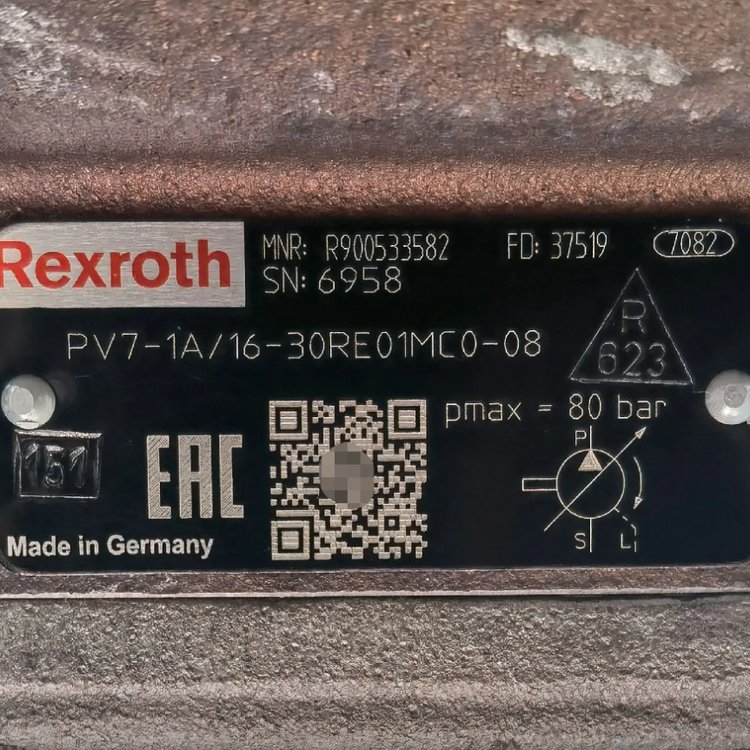 Rexroth
MNR: R900533582 FD: 37519 7082
SN: 6958
PV7-1A/16-30RE01MC0-08
R
623
pmax = 80 bar
P
151
EAC
S L
Made in Germany